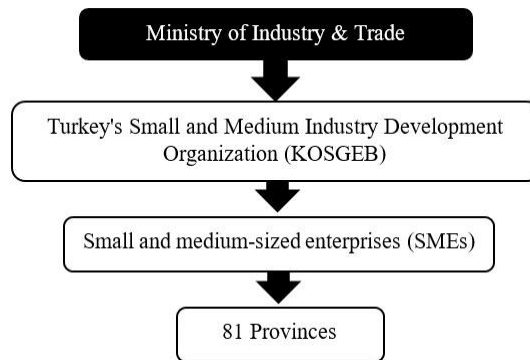 Ministry of Industry & Trade
Turkey's Small and Medium Industry Development
Organization (KOSGEB)
Small and medium-sized enterprises (SMEs)
81 Provinces